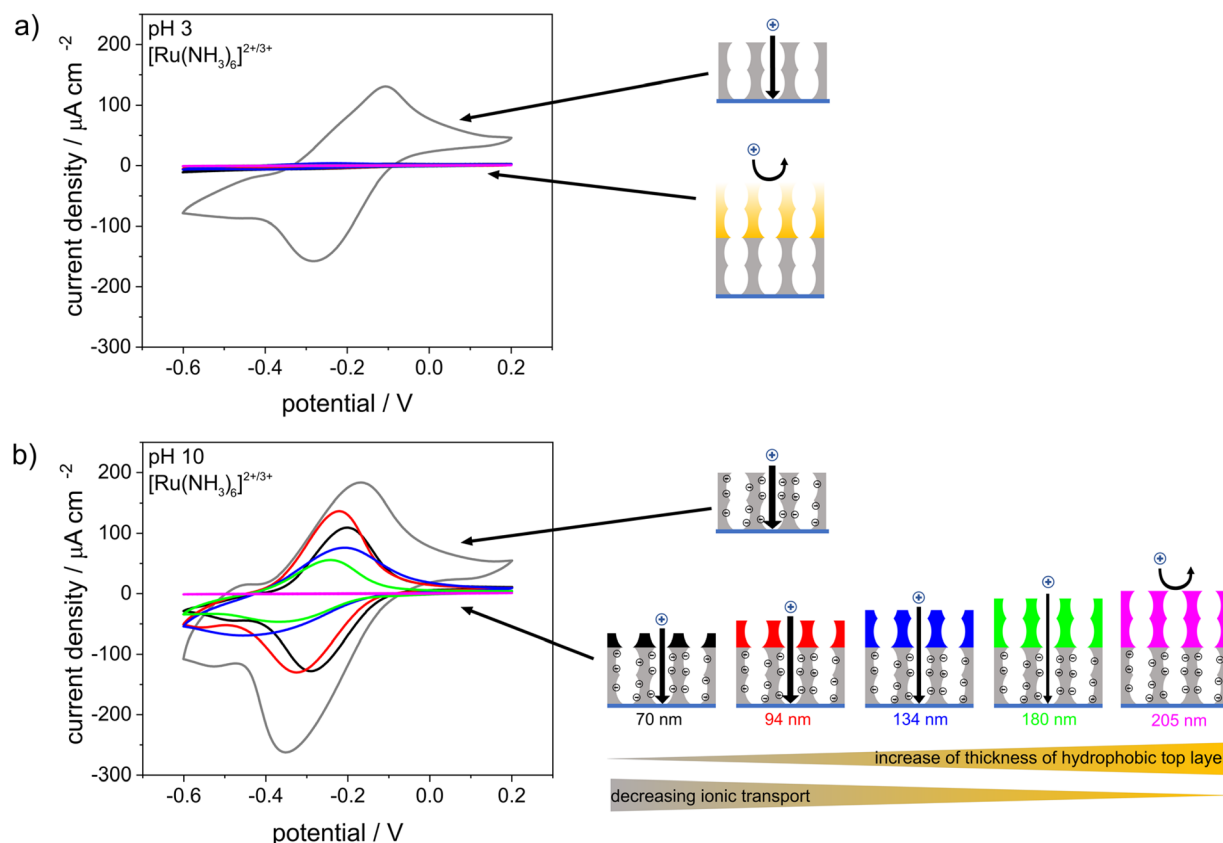 a)
pH 3
[Ru(NH3)6]2+/3+
current density / µA cm -2
200
100
0
-100
-200
-300
-0.6
-0.4
-0.2
0.0
0.2
potential / V
+
+
b)
pH 10
[Ru(NH3)6]2+/3+
current density / µA cm -2
200
100
0
-100
-200
-300
-0.6
-0.4
-0.2
0.0
0.2
potential / V
+
+
+
+
+
+
70 nm
94 nm
134 nm
180 nm
205 nm
increase of thickness of hydrophobic top laye
decreasing ionic transport